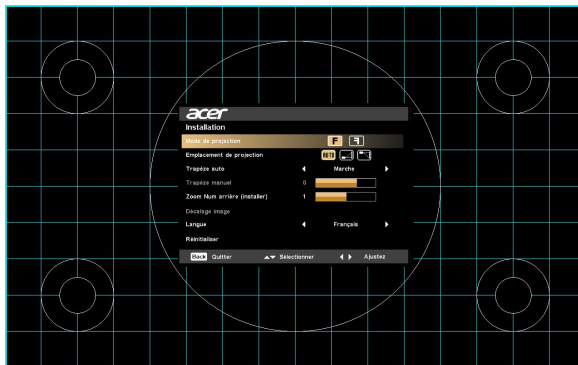 acer
Installation
Mode de projection F F
Emplacement de projection AUTO
Trapèze auto Marche
Trapèze manuel 0
Zoom Num arrière (installer) 1
Décalage image
Langue Français
Réinitialiser
Back Quitter Sélectionner Ajustez